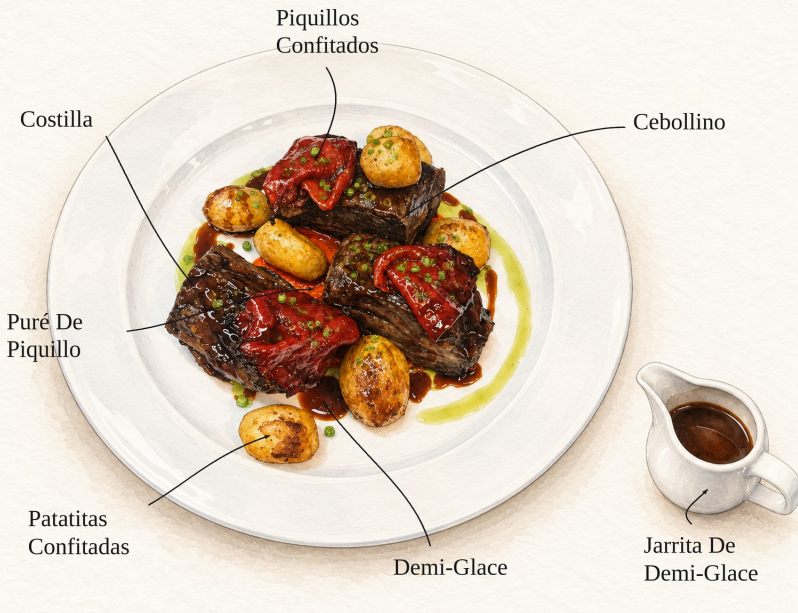 Piquillos
Confitados
Costilla
Cebollino
Puré De
Piquillo
Patatitas
Confitadas
Demi-Glace
Jarrita De
Demi-Glace